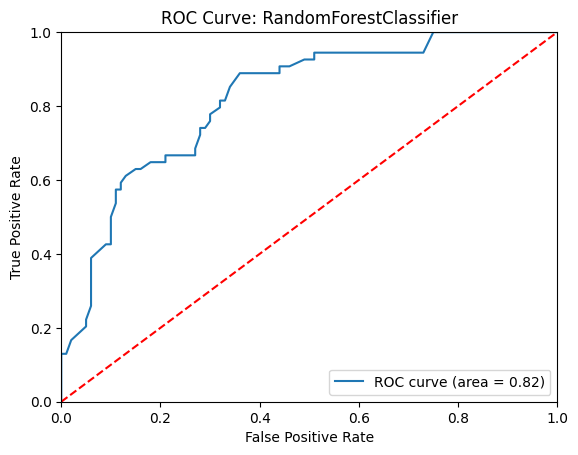 ROC Curve: RandomForestClassifier
True Positive Rate
1.0
0.8
0.6
0.4
0.2
0.0
ROC curve (area = 0.82)
0.0 0.2 0.4 0.6 0.8 1.0
False Positive Rate